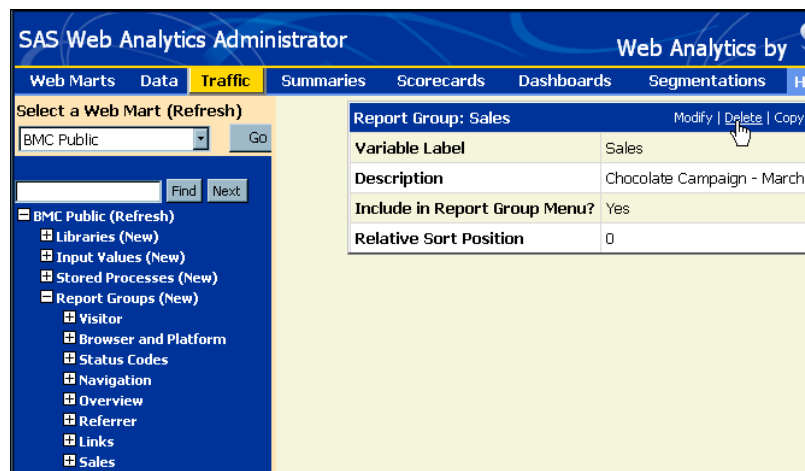 SAS Web Analytics Administrator
Web Analytics by
Web Marts Data Traffic Summaries Scorecards Dashboards Segmentations
Select a Web Mart (Refresh)
BMC Public Go
Find Next
BMC Public (Refresh)
Libraries (New)
Input Values (New)
Stored Processes (New)
Report Groups (New)
Visitor
Browser and Platform
Status Codes
Navigation
Overview
Referrer
Links
Sales
Report Group: Sales Modify | Delete | Copy
Variable Label Sales
Description Chocolate Campaign - March
Include in Report Group Menu? Yes
Relative Sort Position 0